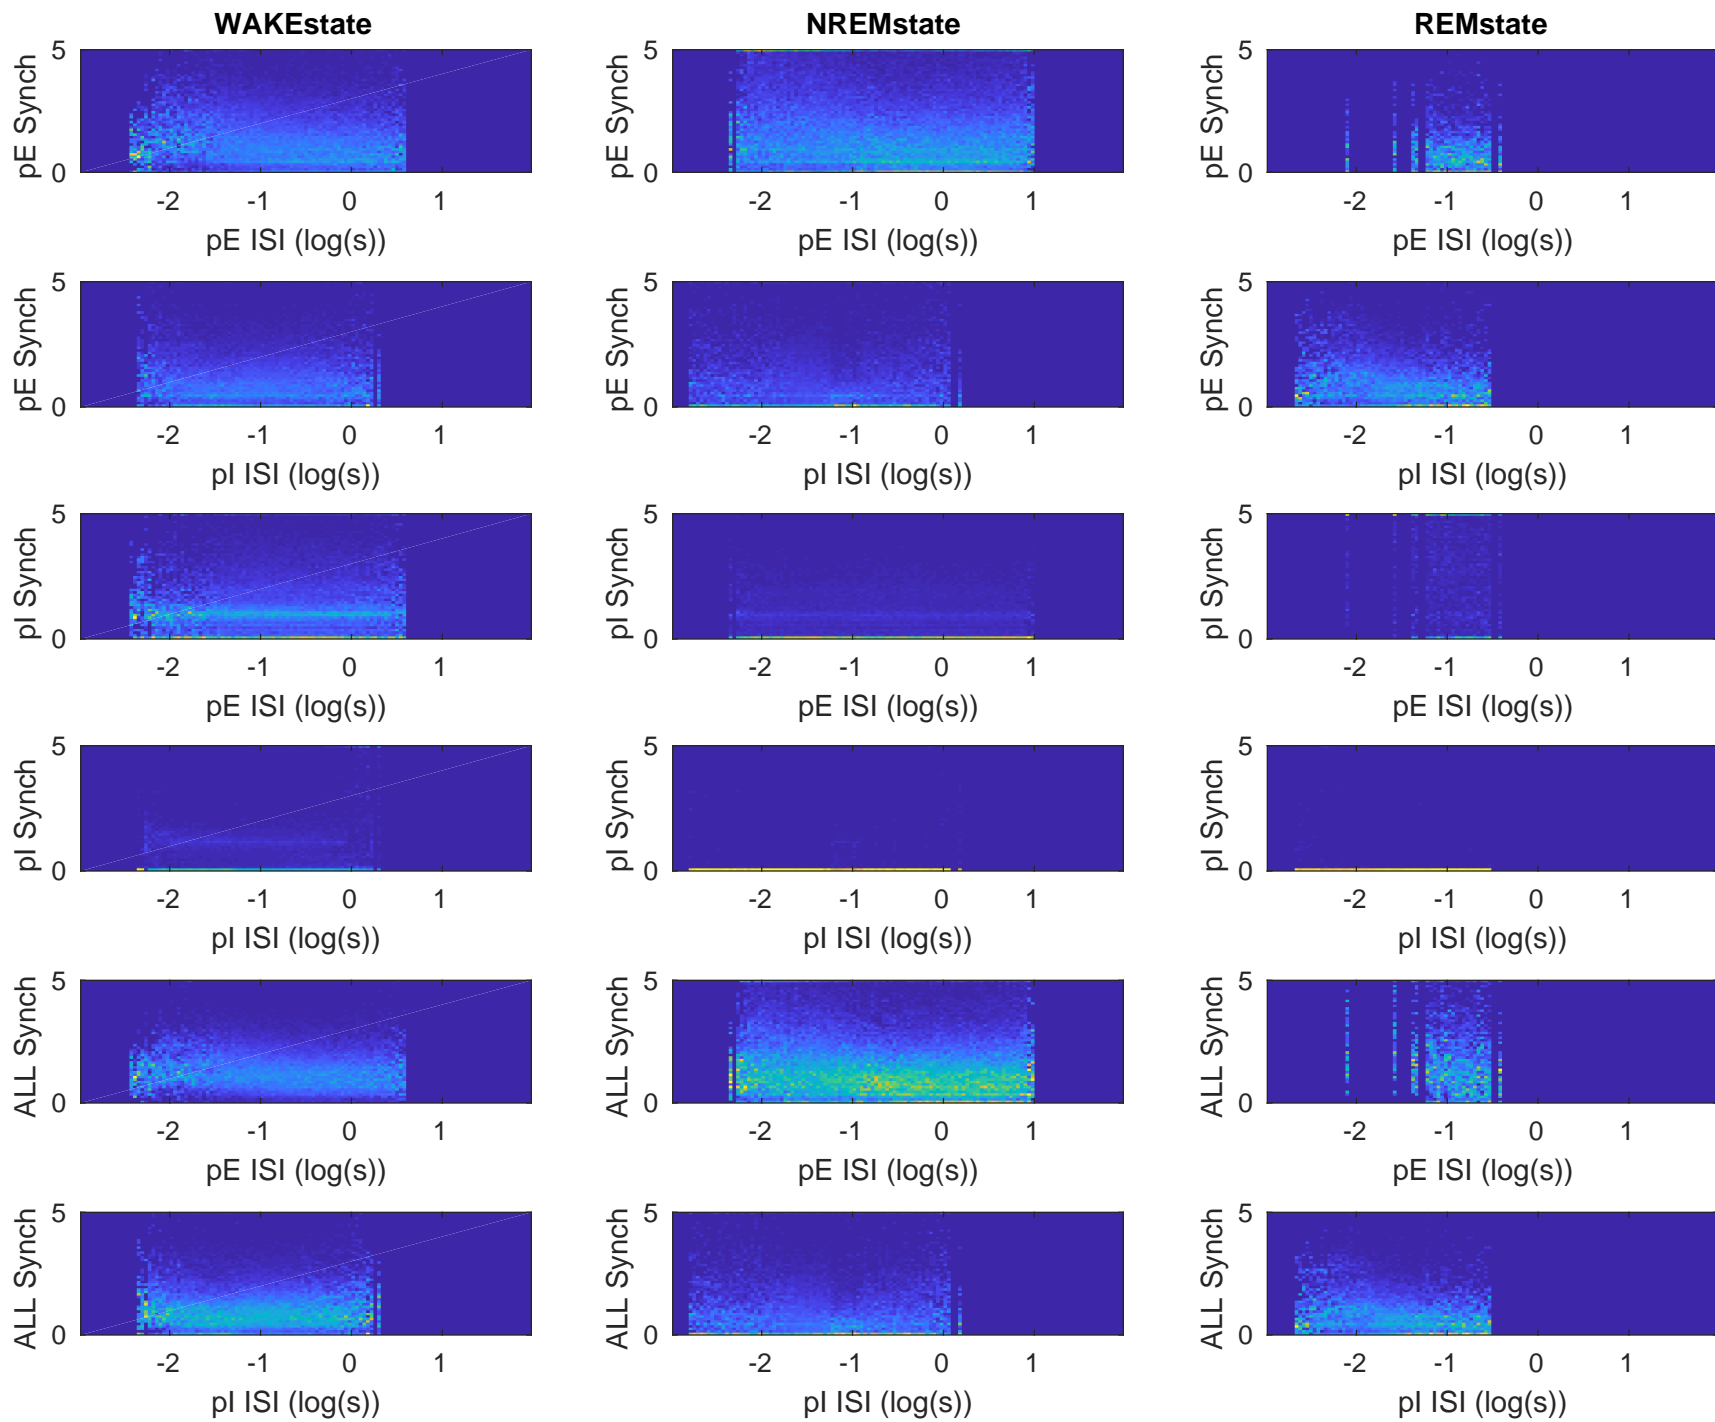 WAKEstate NREMstate REMstate
5 5 5
pE Synch pE Synch pE Synch
0 0 0
-2 -1 0 1 -2 -1 0 1 -2 -1 0 1
pE ISI (log(s)) pE ISI (log(s)) pE ISI (log(s))
5 5 5
pE Synch pE Synch pE Synch
0 0 0
-2 -1 0 1 -2 -1 0 1 -2 -1 0 1
pI ISI (log(s)) pI ISI (log(s)) pI ISI (log(s))
5 5 5
pI Synch pI Synch pI Synch
0 0 0
-2 -1 0 1 -2 -1 0 1 -2 -1 0 1
pE ISI (log(s)) pE ISI (log(s)) pE ISI (log(s))
5 5 5
pI Synch pI Synch pI Synch
0 0 0
-2 -1 0 1 -2 -1 0 1 -2 -1 0 1
pI ISI (log(s)) pI ISI (log(s)) pI ISI (log(s))
5 5 5
ALL Synch ALL Synch ALL Synch
0 0 0
-2 -1 0 1 -2 -1 0 1 -2 -1 0 1
pE ISI (log(s)) pE ISI (log(s)) pE ISI (log(s))
5 5 5
ALL Synch ALL Synch ALL Synch
0 0 0
-2 -1 0 1 -2 -1 0 1 -2 -1 0 1
pI ISI (log(s)) pI ISI (log(s)) pI ISI (log(s))